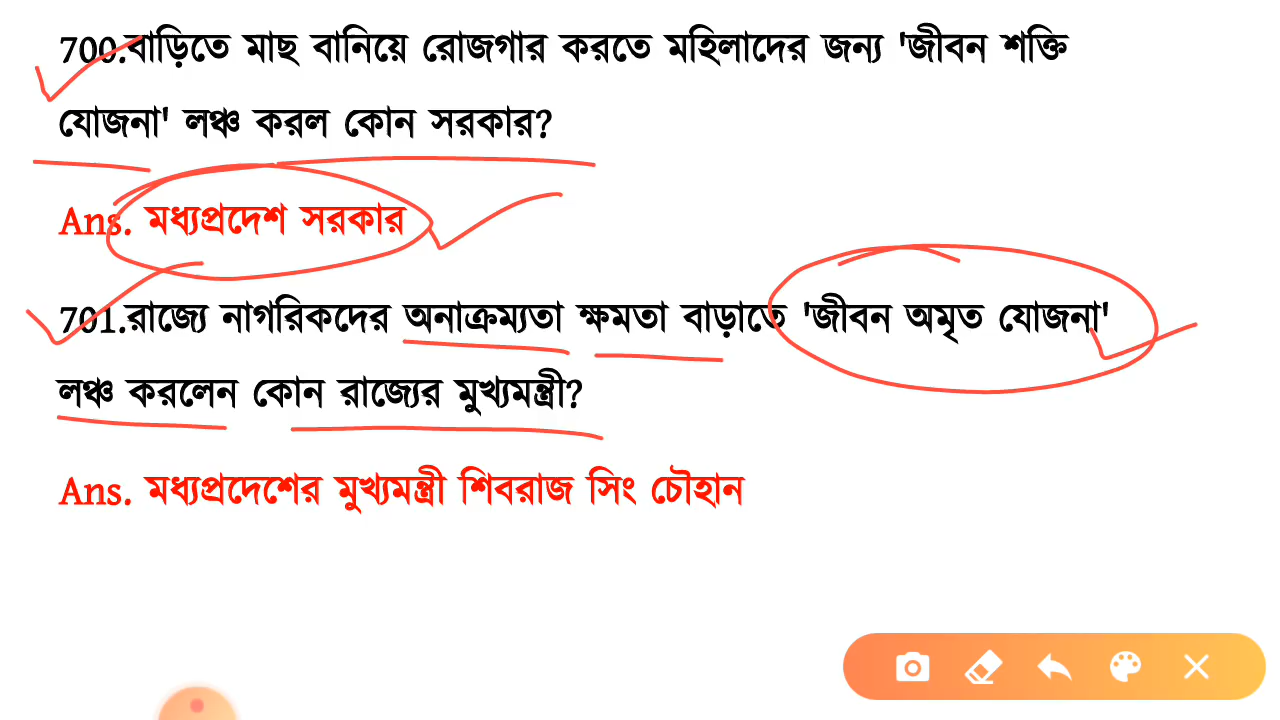 700.বাড়িতে মাছ বানিয়ে রোজগার করতে মহিলাদের জন্য 'জীবন শক্তি
যোজনা' লঞ্চ করল কোন সরকার?
Ans. মধ্যপ্রদেশ সরকার
701.রাজ্যে নাগরিকদের অনাক্রম্যতা ক্ষমতা বাড়াতে 'জীবন অমৃত যোজনা'
লঞ্চ করলেন কোন রাজ্যের মুখ্যমন্ত্রী?
Ans. মধ্যপ্রদেশের মুখ্যমন্ত্রী শিবরাজ সিং চৌহান